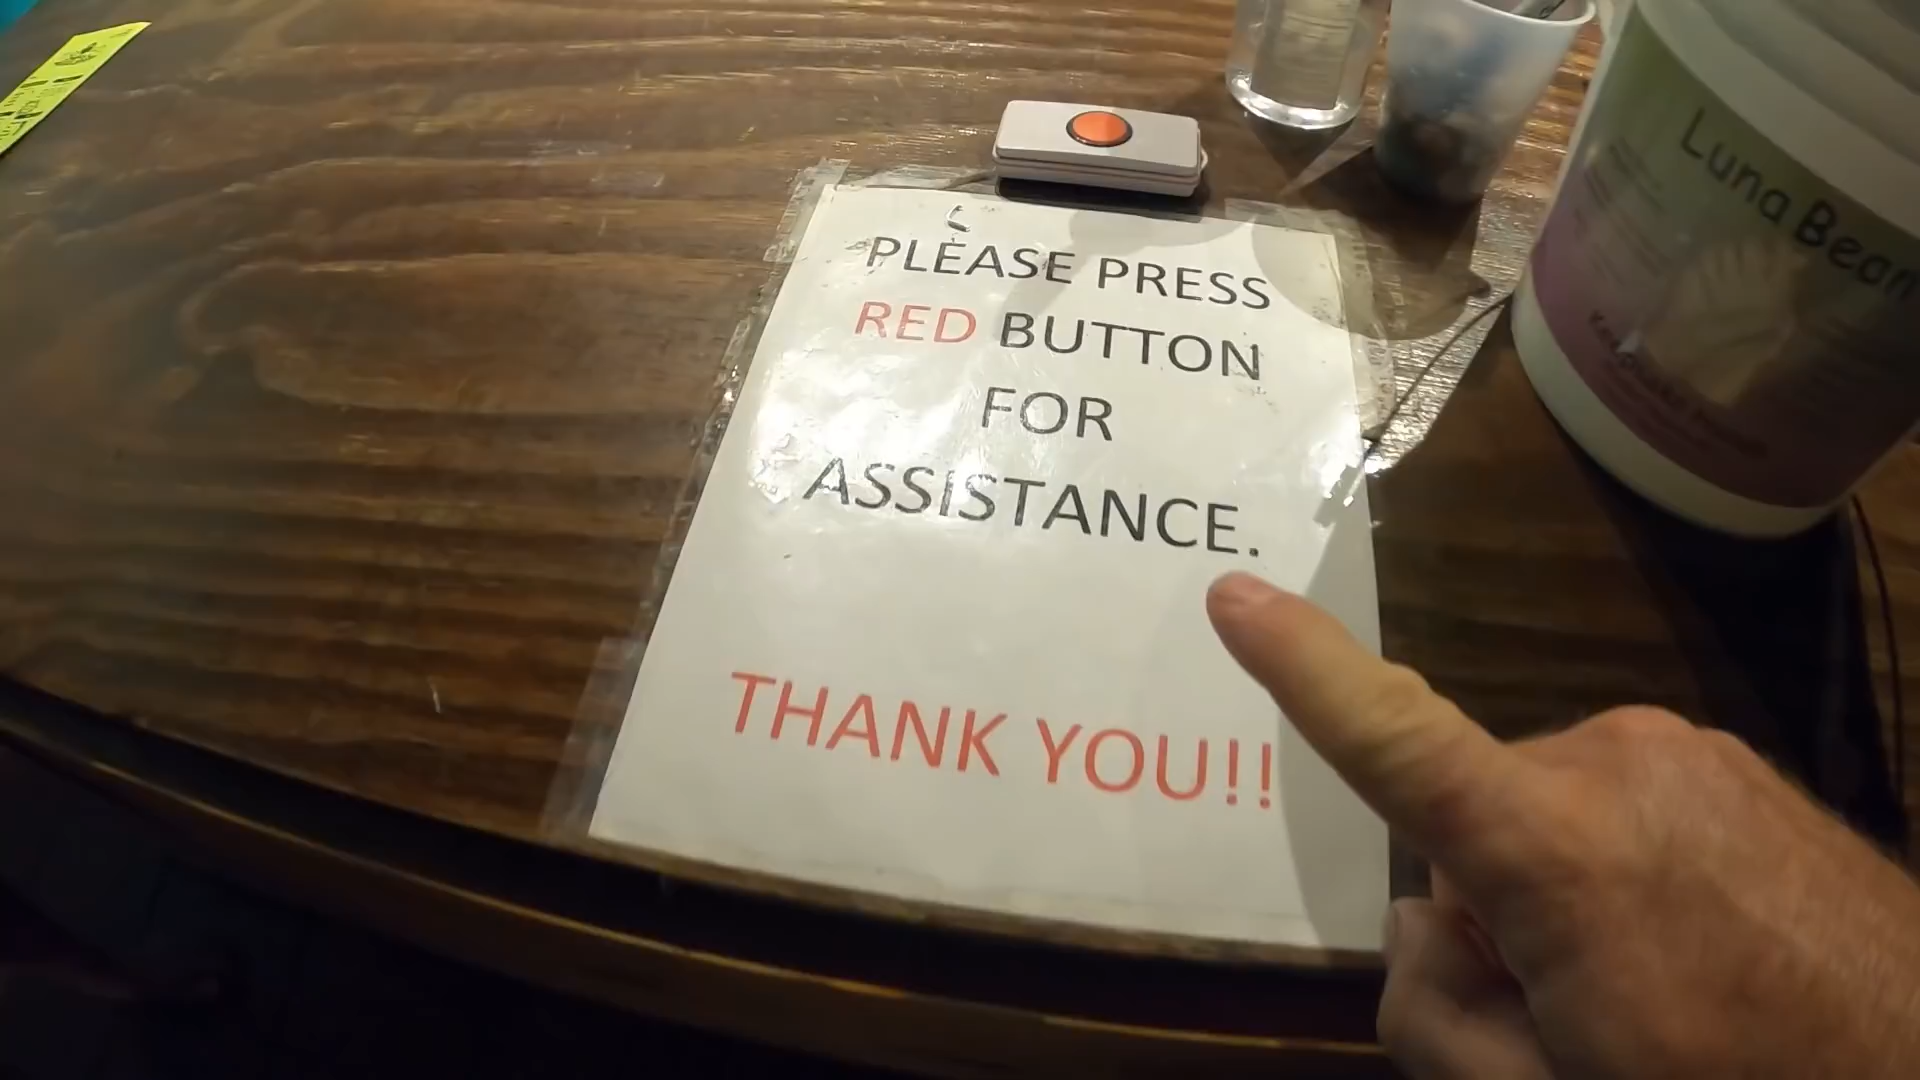 PLEASE PRESS
RED BUTTON
FOR
ASSISTANCE.
THANK YOU!!
Luna Bean